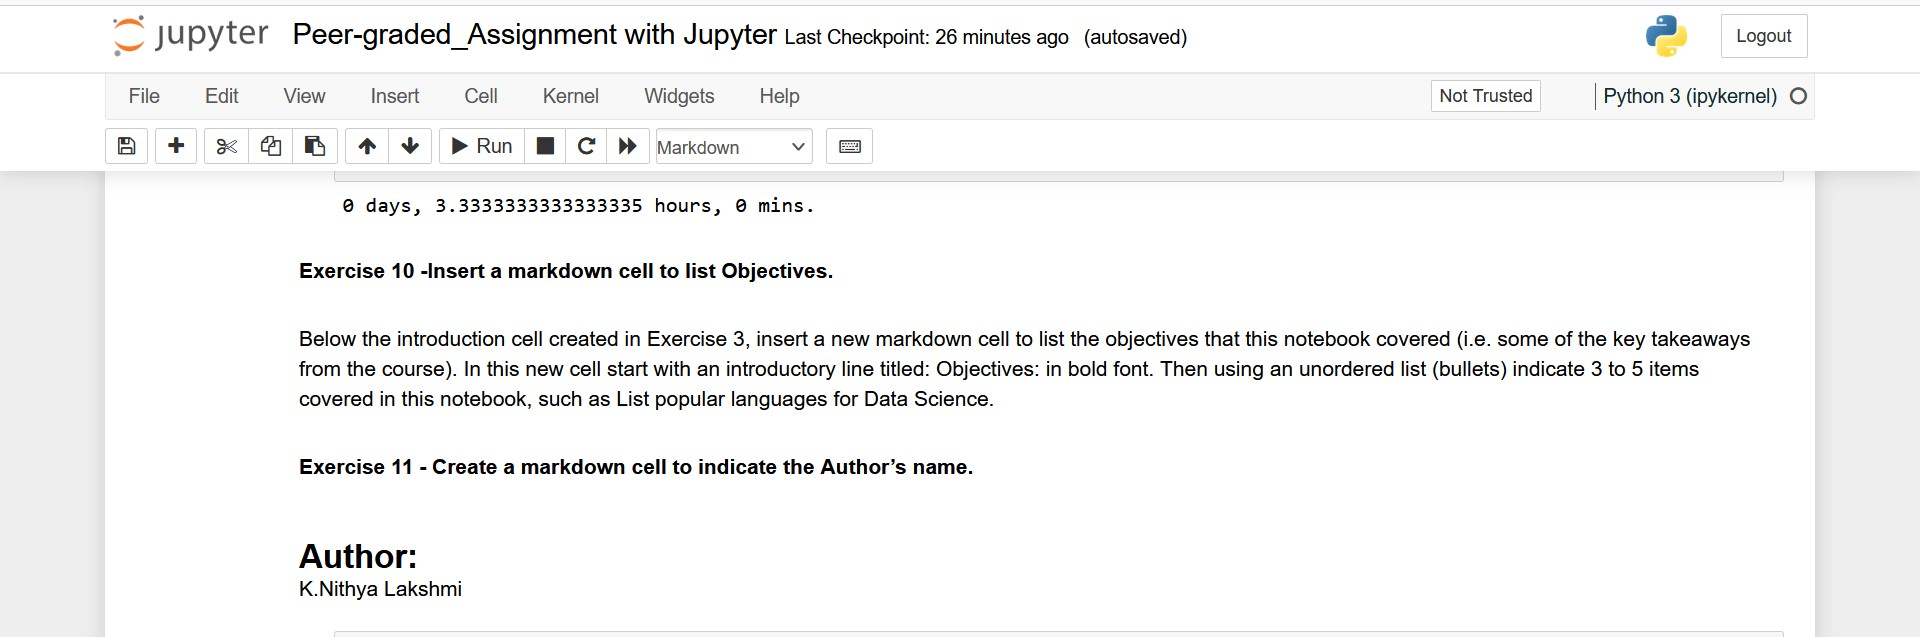 jupyter Peer-graded_Assignment with Jupyter Last Checkpoint: 26 minutes ago (autosaved) Logout
File Edit View Insert Cell Kernel Widgets Help Not Trusted Python 3 (ipykernel)
Run Markdown
0 days, 3.3333333333333335 hours, 0 mins.
Exercise 10 -Insert a markdown cell to list Objectives.
Below the introduction cell created in Exercise 3, insert a new markdown cell to list the objectives that this notebook covered (i.e. some of the key takeaways
from the course). In this new cell start with an introductory line titled: Objectives: in bold font. Then using an unordered list (bullets) indicate 3 to 5 items
covered in this notebook, such as List popular languages for Data Science.
Exercise 11 - Create a markdown cell to indicate the Author’s name.
Author:
K.Nithya Lakshmi